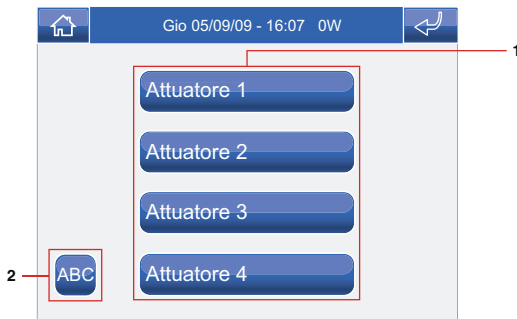 Gio 05/09/09 - 16:07 0W
1
Attuatore 1
Attuatore 2
Attuatore 3
Attuatore 4
2
ABC